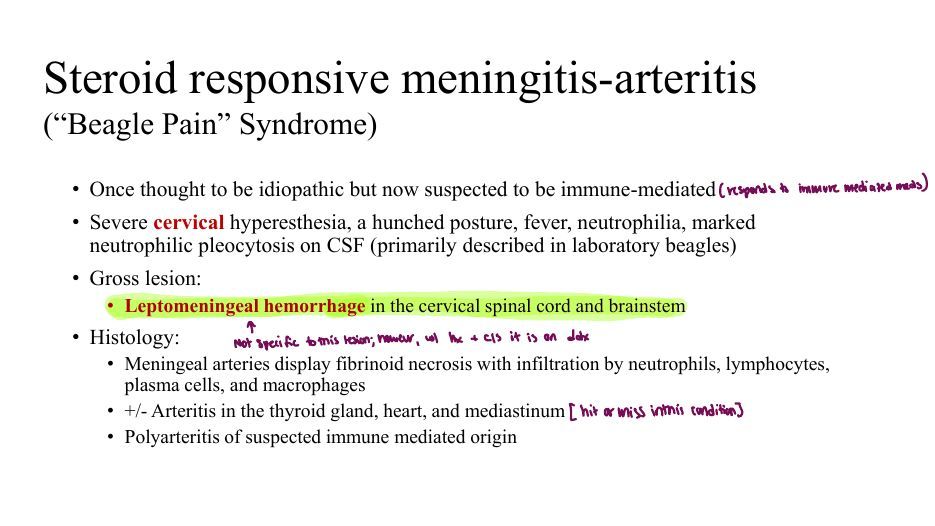 Steroid responsive meningitis-arteritis
(“Beagle Pain” Syndrome)
• Once thought to be idiopathic but now suspected to be immune-mediated (responds to immune mediated meds)
• Severe cervical hyperesthesia, a hunched posture, fever, neutrophilia, marked
neutrophilic pleocytosis on CSF (primarily described in laboratory beagles)
• Gross lesion:
• Leptomeningeal hemorrhage in the cervical spinal cord and brainstem
↑
Not specific to this lesion; however, w/ hx + c/s it is on ddx
• Histology:
• Meningeal arteries display fibrinoid necrosis with infiltration by neutrophils, lymphocytes,
plasma cells, and macrophages
• +/- Arteritis in the thyroid gland, heart, and mediastinum [hit or miss in this condition]
• Polyarteritis of suspected immune mediated origin